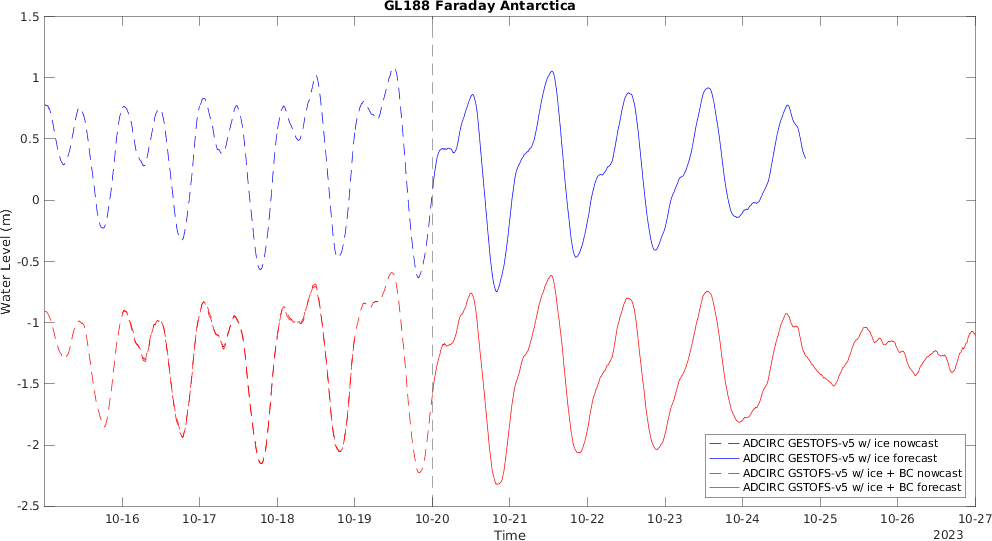 GL188 Faraday Antarctica
1.5
1
0.5
0
-0.5
-1
-1.5
-2
-2.5
Water Level (m)
ADCIRC GESTOFS-v5 w/ ice nowcast
ADCIRC GESTOFS-v5 w/ ice forecast
ADCIRC GSTOFS-v5 w/ ice + BC nowcast
ADCIRC GSTOFS-v5 w/ ice + BC forecast
10-16 10-17 10-18 10-19 10-20 10-21 10-22 10-23 10-24 10-25 10-26 10-27
Time
2023